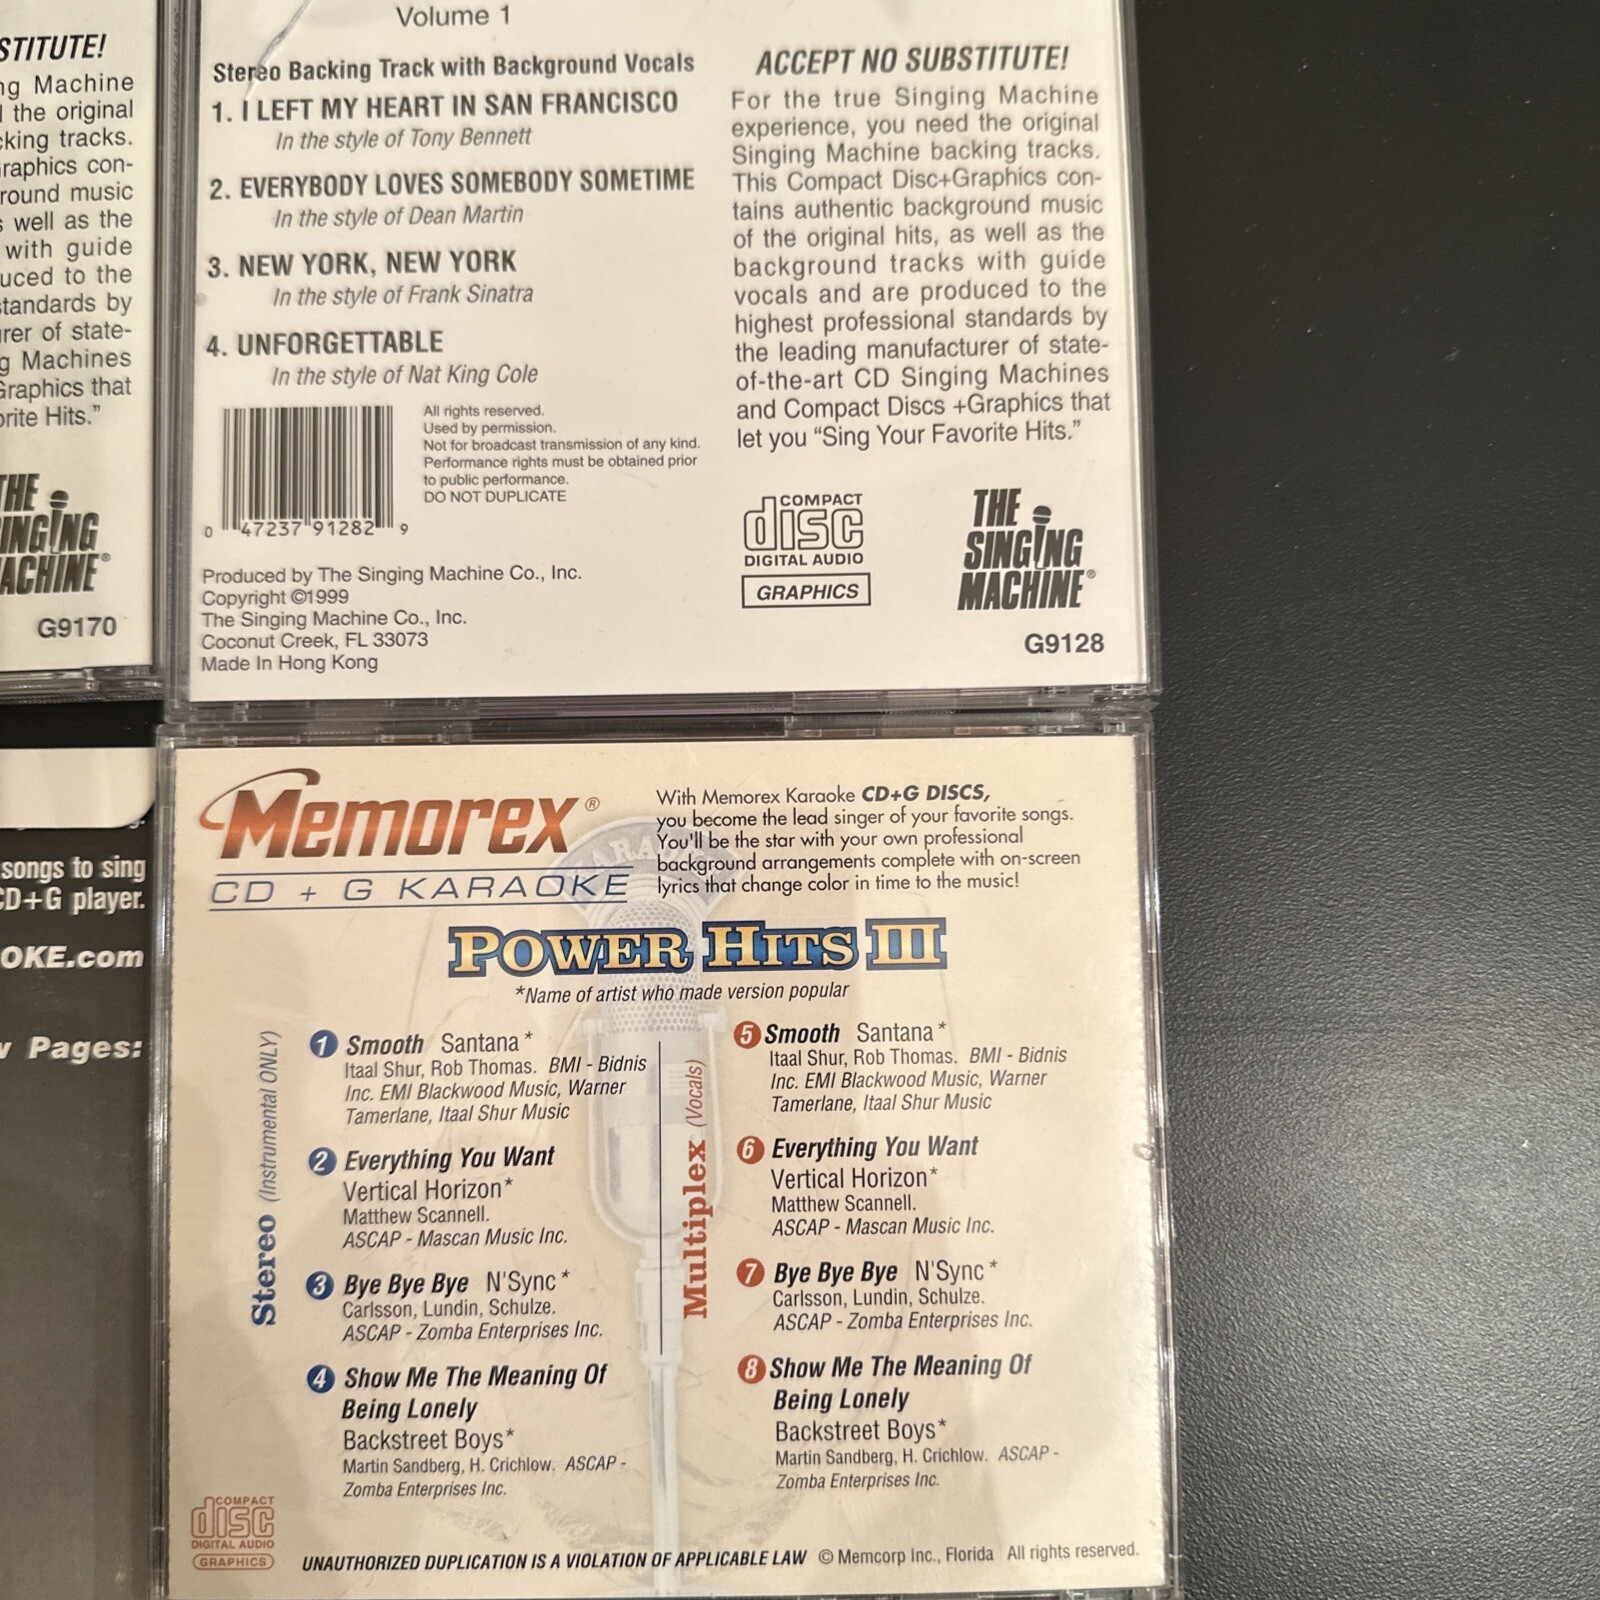 STITUTE!
ng Machine
the original
cking tracks.
raphics con-
round music
s well as the
with guide
uced to the
standards by
rer of state-
g Machines
Graphics that
orite Hits."
THE
SINGING
MACHINE®
G9170
songs to sing
CD+G player.
OKE.com
Pages:
Volume 1
Stereo Backing Track with Background Vocals
1. I LEFT MY HEART IN SAN FRANCISCO
In the style of Tony Bennett
2. EVERYBODY LOVES SOMEBODY SOMETIME
In the style of Dean Martin
3. NEW YORK, NEW YORK
In the style of Frank Sinatra
4. UNFORGETTABLE
In the style of Nat King Cole
0 47237 91282 9
All rights reserved.
Used by permission.
Not for broadcast transmission of any kind.
Performance rights must be obtained prior
to public performance.
DO NOT DUPLICATE
Produced by The Singing Machine Co., Inc.
Copyright ©1999
The Singing Machine Co., Inc.
Coconut Creek, FL 33073
Made In Hong Kong
ACCEPT NO SUBSTITUTE!
For the true Singing Machine
experience, you need the original
Singing Machine backing tracks.
This Compact Disc+Graphics con-
tains authentic background music
of the original hits, as well as the
background tracks with guide
vocals and are produced to the
highest professional standards by
the leading manufacturer of state-
of-the-art CD Singing Machines
and Compact Discs +Graphics that
let you "Sing Your Favorite Hits."
COMPACT
disc
DIGITAL AUDIO
GRAPHICS
THE
SINGING
MACHINE®
G9128
Memorex®
CD + G KARAOKE
With Memorex Karaoke CD+G DISCS,
you become the lead singer of your favorite songs.
You'll be the star with your own professional
background arrangements complete with on-screen
lyrics that change color in time to the music!
KARAOKE
POWER HITS III
*Name of artist who made version popular
Stereo (Instrumental ONLY)
1 Smooth Santana*
Itaal Shur, Rob Thomas. BMI - Bidnis
Inc. EMI Blackwood Music, Warner
Tamerlane, Itaal Shur Music
2 Everything You Want
Vertical Horizon*
Matthew Scannell.
ASCAP - Mascan Music Inc.
3 Bye Bye Bye N'Sync*
Carlsson, Lundin, Schulze.
ASCAP - Zomba Enterprises Inc.
4 Show Me The Meaning Of
Being Lonely
Backstreet Boys*
Martin Sandberg, H. Crichlow. ASCAP -
Zomba Enterprises Inc.
Multiplex (Vocals)
5 Smooth Santana*
Itaal Shur, Rob Thomas. BMI - Bidnis
Inc. EMI Blackwood Music, Warner
Tamerlane, Itaal Shur Music
6 Everything You Want
Vertical Horizon*
Matthew Scannell.
ASCAP - Mascan Music Inc.
7 Bye Bye Bye N'Sync*
Carlsson, Lundin, Schulze.
ASCAP - Zomba Enterprises Inc.
8 Show Me The Meaning Of
Being Lonely
Backstreet Boys*
Martin Sandberg, H. Crichlow. ASCAP -
Zomba Enterprises Inc.
COMPACT
disc
DIGITAL AUDIO
GRAPHICS
UNAUTHORIZED DUPLICATION IS A VIOLATION OF APPLICABLE LAW © Memcorp Inc., Florida All rights reserved.